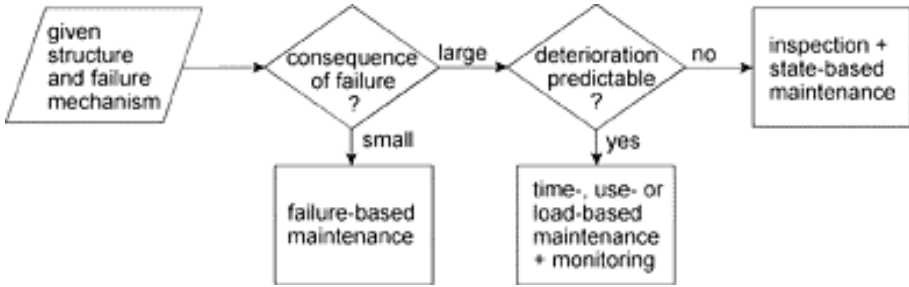 given
structure
and failure
mechanism
consequence
of failure
?
large
small
failure-based
maintenance
deterioration
predictable
?
no
yes
time-, use- or
load-based
maintenance
+ monitoring
inspection +
state-based
maintenance